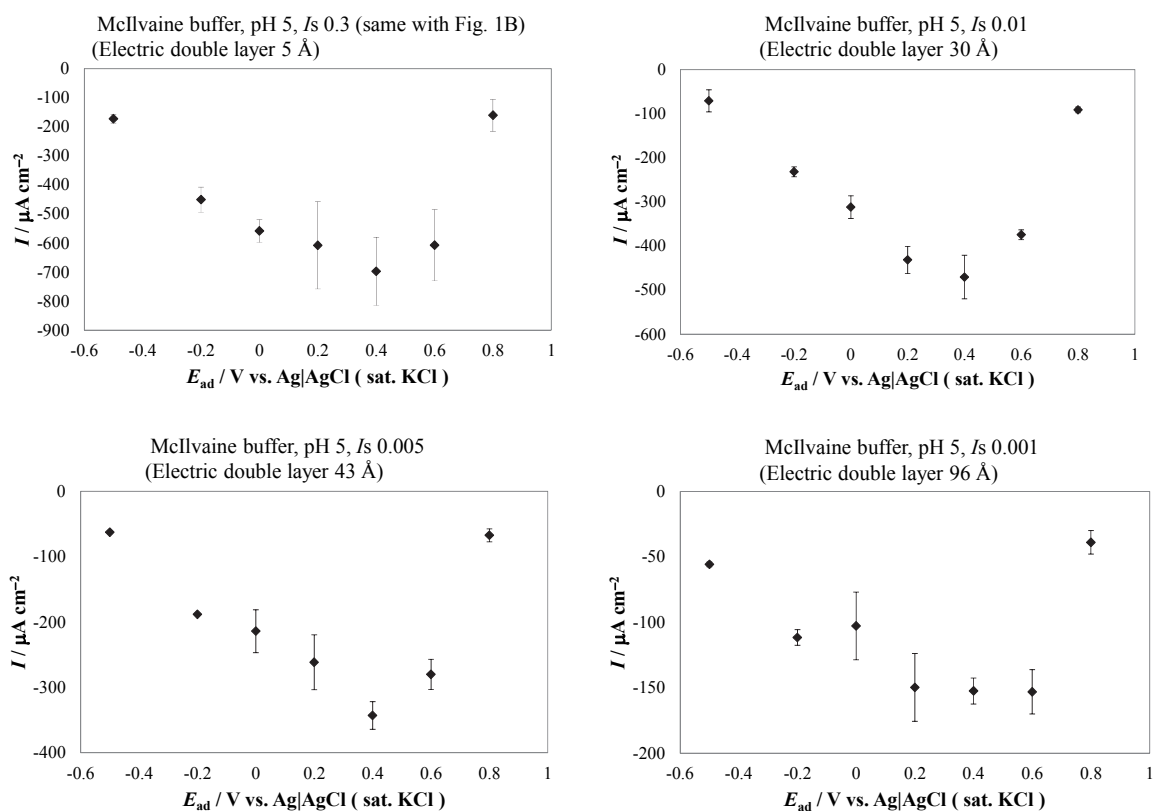 McIlvaine buffer, pH 5, Is 0.3 (same with Fig. 1B)
(Electric double layer 5 Å)
0
-100
-200
-300
-400
-500
-600
-700
-800
-900
I / µA cm⁻²
-0.6 -0.4 -0.2 0 0.2 0.4 0.6 0.8 1
E_ad / V vs. Ag|AgCl ( sat. KCl )
McIlvaine buffer, pH 5, Is 0.01
(Electric double layer 30 Å)
0
-100
-200
-300
-400
-500
-600
I / µA cm⁻²
-0.6 -0.4 -0.2 0 0.2 0.4 0.6 0.8 1
E_ad / V vs. Ag|AgCl ( sat. KCl )
McIlvaine buffer, pH 5, Is 0.005
(Electric double layer 43 Å)
0
-100
-200
-300
-400
I / µA cm⁻²
-0.6 -0.4 -0.2 0 0.2 0.4 0.6 0.8 1
E_ad / V vs. Ag|AgCl ( sat. KCl )
McIlvaine buffer, pH 5, Is 0.001
(Electric double layer 96 Å)
0
-50
-100
-150
-200
I / µA cm⁻²
-0.6 -0.4 -0.2 0 0.2 0.4 0.6 0.8 1
E_ad / V vs. Ag|AgCl ( sat. KCl )